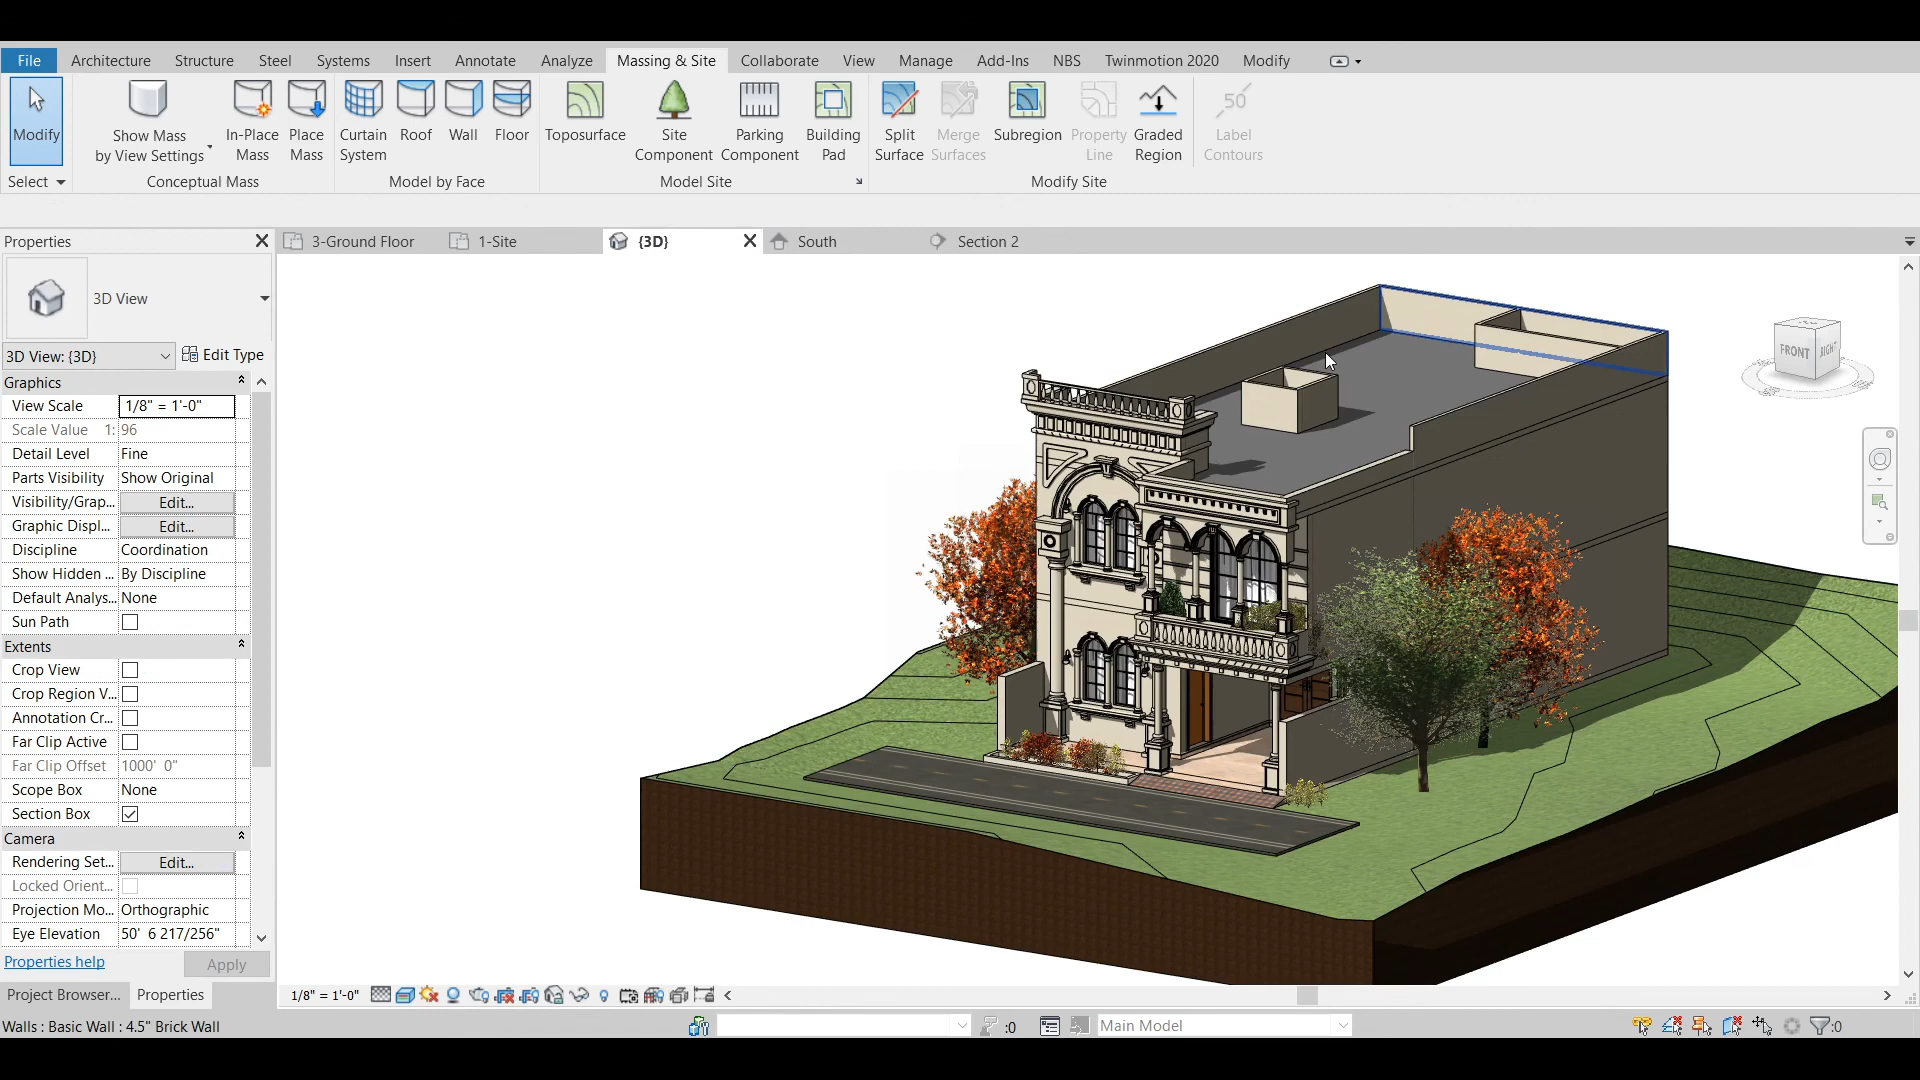 File Architecture Structure Steel Systems Insert Annotate Analyze Massing & Site Collaborate View Manage Add-Ins NBS Twinmotion 2020 Modify
Modify
Show Mass
by View Settings
In-Place
Mass
Place
Mass
Curtain
System
Roof
Wall
Floor
Toposurface
Site
Component
Parking
Component
Building
Pad
Split
Surface
Merge
Surfaces
Subregion
Property
Line
Graded
Region
50
Label
Contours
Select
Conceptual Mass
Model by Face
Model Site
Modify Site
Properties
3-Ground Floor
1-Site
{3D}
South
Section 2
3D View
3D View: {3D}
Edit Type
Graphics
View Scale 1/8" = 1'-0"
Scale Value 1: 96
Detail Level Fine
Parts Visibility Show Original
Visibility/Grap... Edit...
Graphic Displ... Edit...
Discipline Coordination
Show Hidden ... By Discipline
Default Analys... None
Sun Path
Extents
Crop View
Crop Region V...
Annotation Cr...
Far Clip Active
Far Clip Offset 1000' 0"
Scope Box None
Section Box
Camera
Rendering Set... Edit...
Locked Orient...
Projection Mo... Orthographic
Eye Elevation 50' 6 217/256"
Properties help
Apply
Project Browser...
Properties
FRONT
RIGHT
1/8" = 1'-0"
Walls : Basic Wall : 4.5" Brick Wall
:0
Main Model
:0